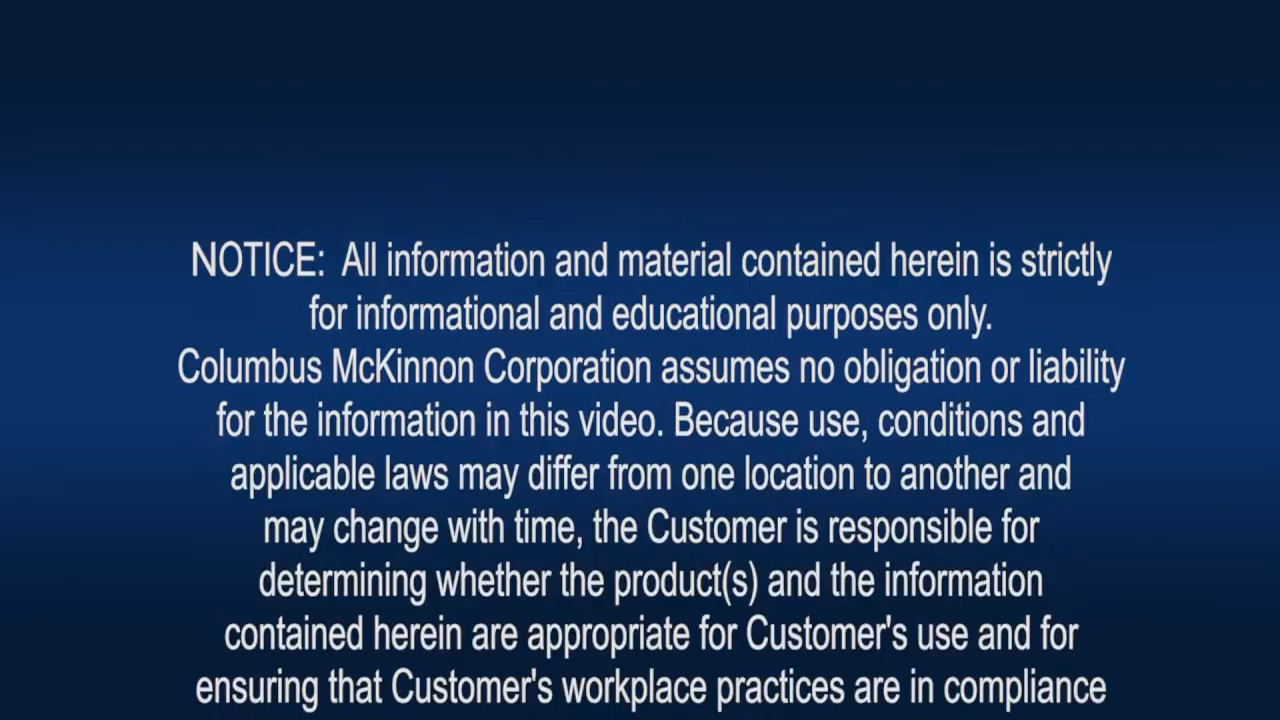 NOTICE:  All information and material contained herein is strictly
for informational and educational purposes only.
Columbus McKinnon Corporation assumes no obligation or liability
for the information in this video. Because use, conditions and
applicable laws may differ from one location to another and
may change with time, the Customer is responsible for
determining whether the product(s) and the information
contained herein are appropriate for Customer's use and for
ensuring that Customer's workplace practices are in compliance